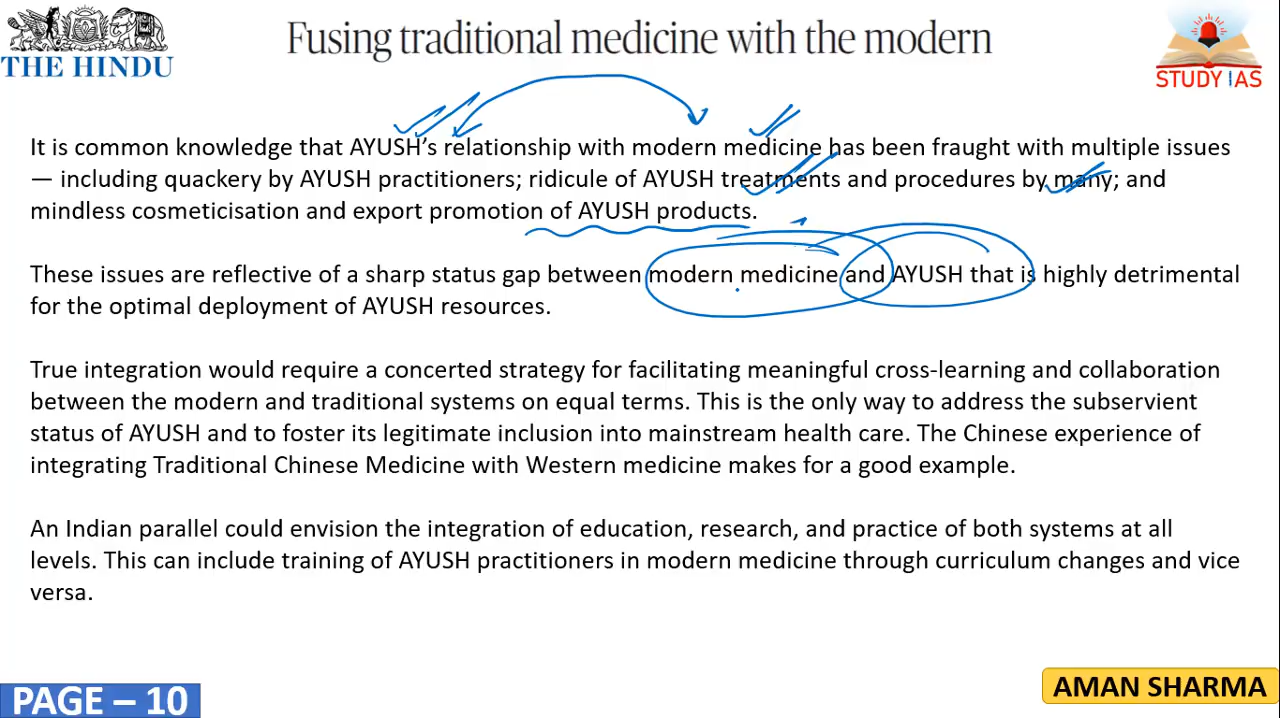 THE HINDU
Fusing traditional medicine with the modern
STUDY IAS
It is common knowledge that AYUSH's relationship with modern medicine has been fraught with multiple issues
— including quackery by AYUSH practitioners; ridicule of AYUSH treatments and procedures by many; and
mindless cosmeticisation and export promotion of AYUSH products.
These issues are reflective of a sharp status gap between modern medicine and AYUSH that is highly detrimental
for the optimal deployment of AYUSH resources.
True integration would require a concerted strategy for facilitating meaningful cross-learning and collaboration
between the modern and traditional systems on equal terms. This is the only way to address the subservient
status of AYUSH and to foster its legitimate inclusion into mainstream health care. The Chinese experience of
integrating Traditional Chinese Medicine with Western medicine makes for a good example.
An Indian parallel could envision the integration of education, research, and practice of both systems at all
levels. This can include training of AYUSH practitioners in modern medicine through curriculum changes and vice
versa.
PAGE – 10
AMAN SHARMA